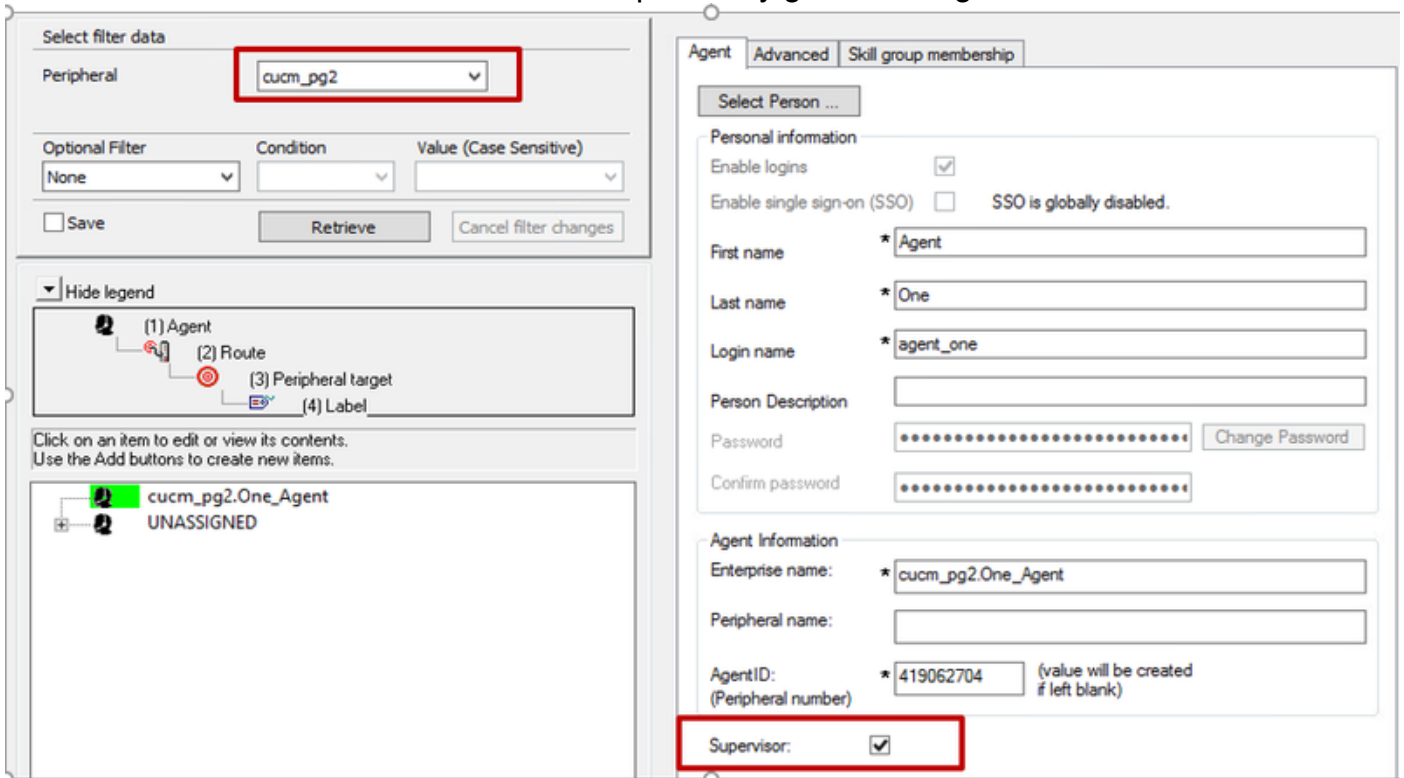 Select filter data
Peripheral cucm_pg2
Optional Filter Condition Value (Case Sensitive)
None
Save Retrieve Cancel filter changes
Hide legend
(1) Agent
(2) Route
(3) Peripheral target
(4) Label
Click on an item to edit or view its contents.
Use the Add buttons to create new items.
cucm_pg2.One_Agent
UNASSIGNED
Agent Advanced Skill group membership
Select Person ...
Personal information
Enable logins
Enable single sign-on (SSO) SSO is globally disabled.
First name * Agent
Last name * One
Login name * agent_one
Person Description
Password Change Password
Confirm password
Agent Information
Enterprise name: * cucm_pg2.One_Agent
Peripheral name:
AgentID: * 419062704 (value will be created
(Peripheral number) if left blank)
Supervisor: